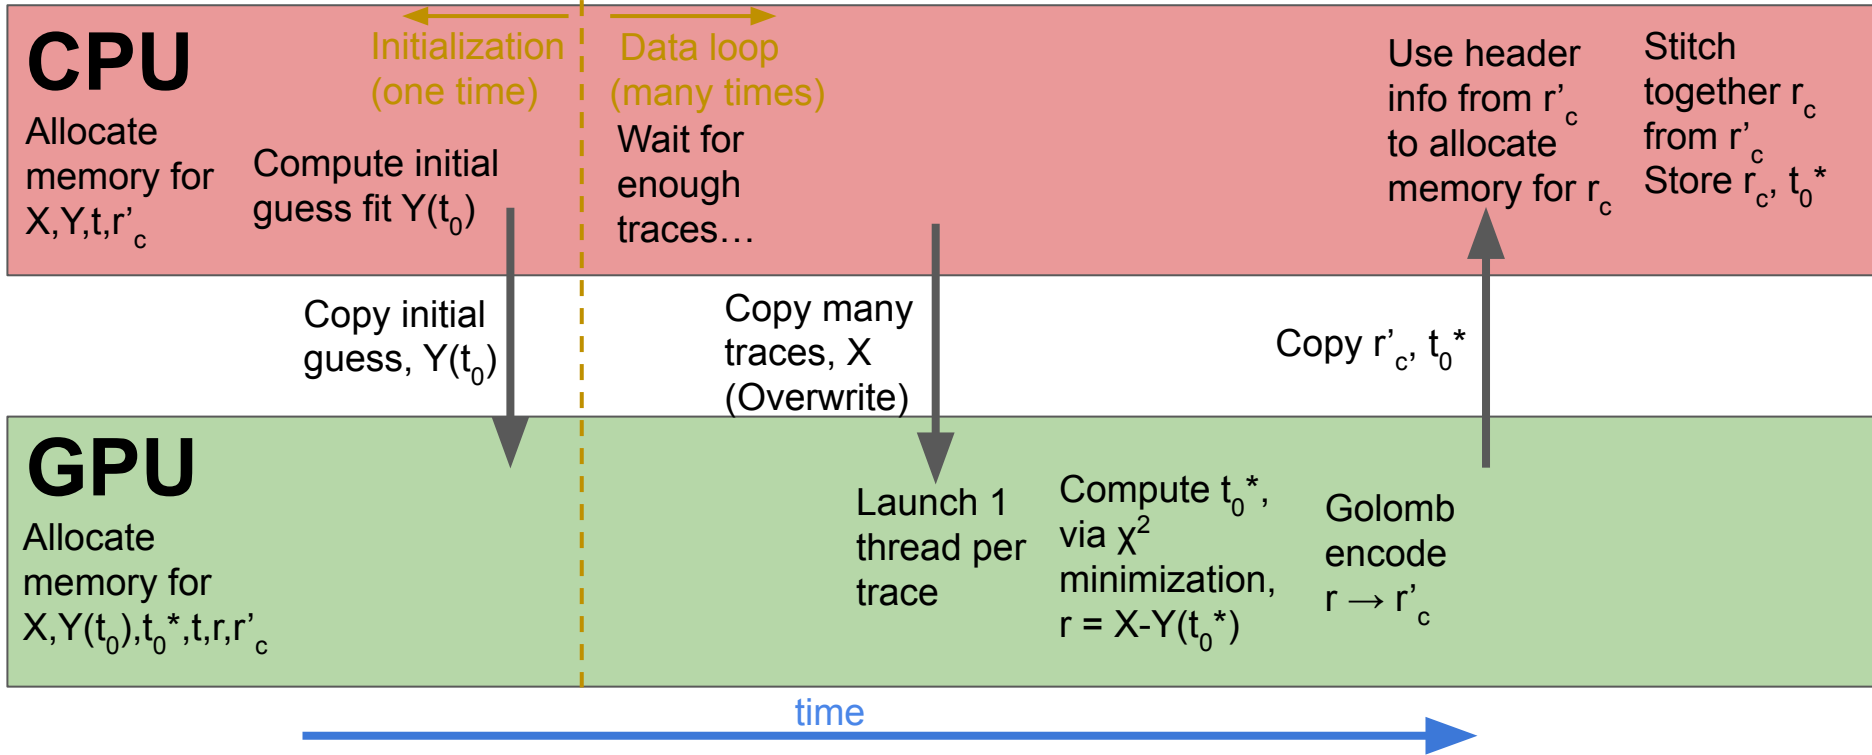 CPU
Allocate
memory for
X,Y,t,r’c
Compute initial
guess fit Y(t0)
Initialization
(one time)
Data loop
(many times)
Wait for
enough
traces…
Use header
info from r’c
to allocate
memory for rc
Stitch
together rc
from r’c
Store rc, t0*
Copy initial
guess, Y(t0)
Copy many
traces, X
(Overwrite)
Copy r’c, t0*
GPU
Allocate
memory for
X,Y(t0),t0*,t,r,r’c
Launch 1
thread per
trace
Compute t0*,
via χ2
minimization,
r = X-Y(t0*)
Golomb
encode
r → r’c
time